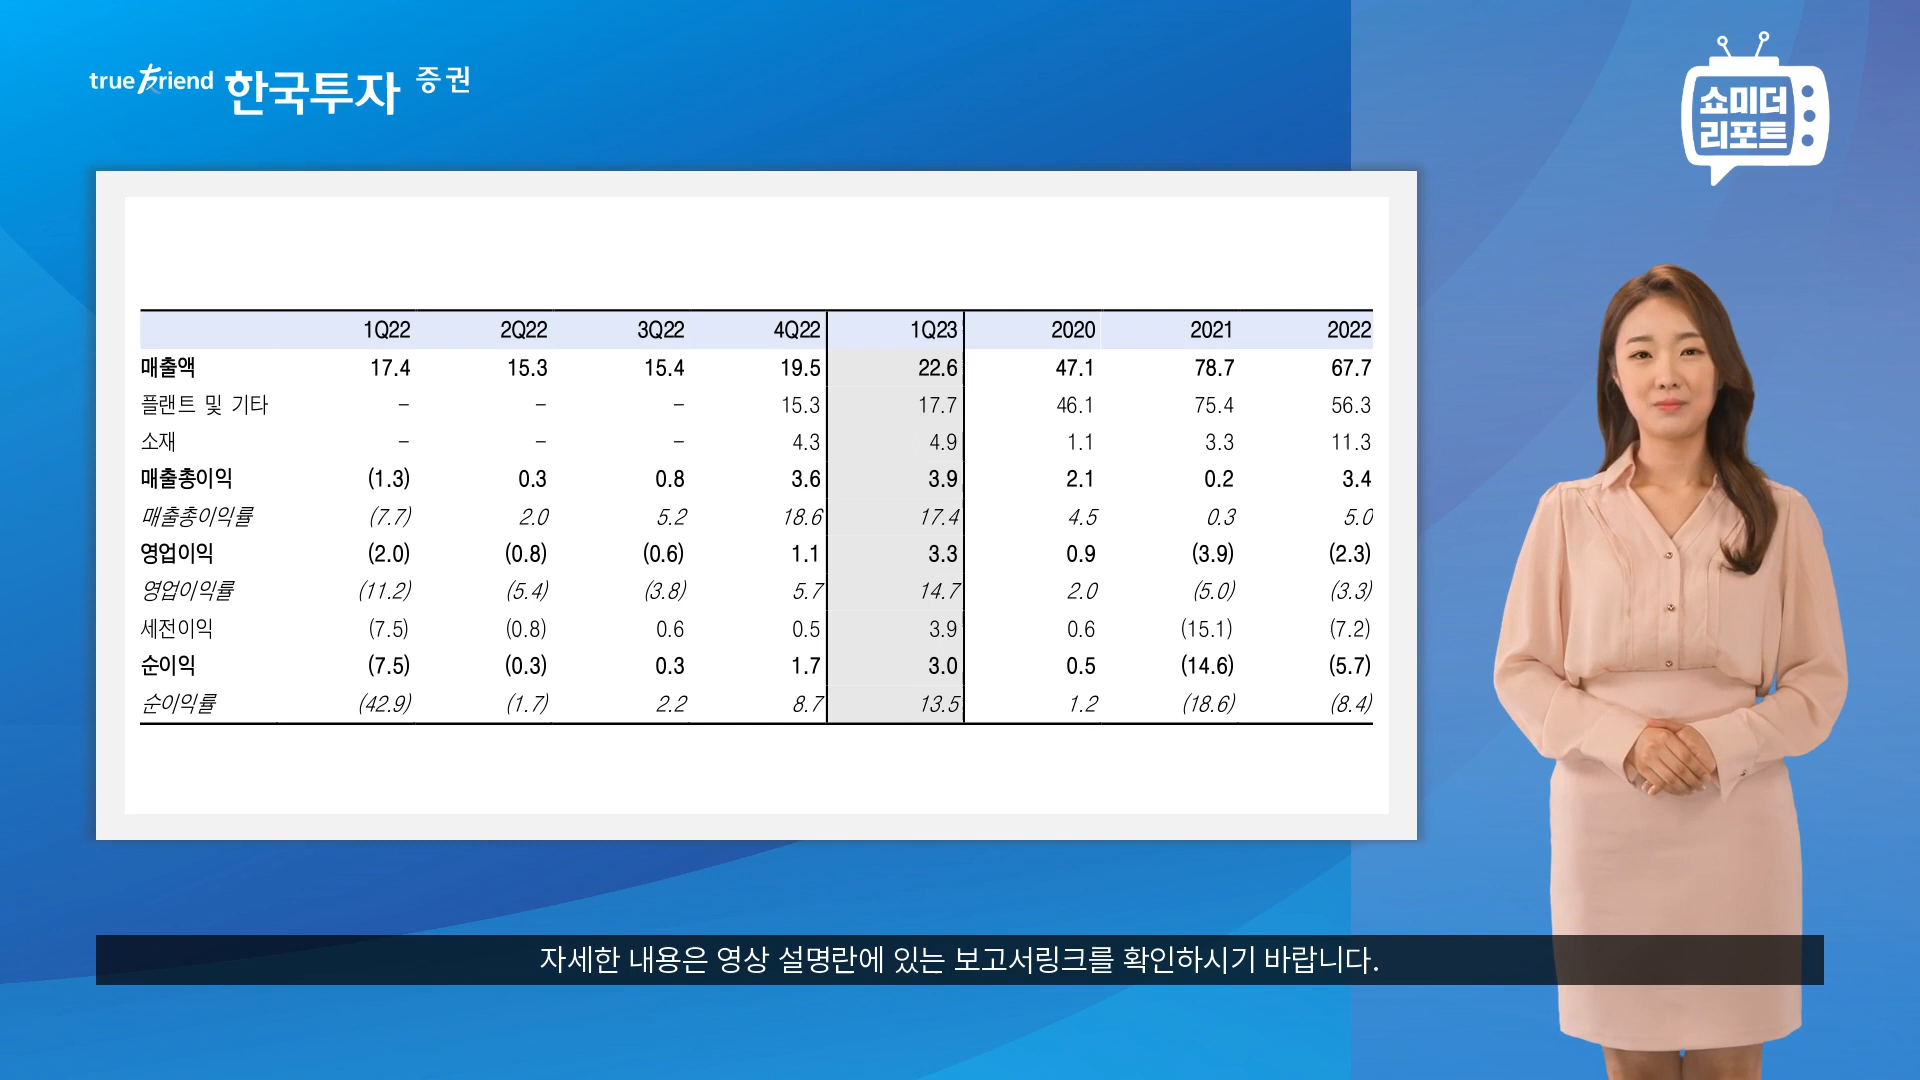 true friend 한국투자 증권
쇼미더
리포트
1Q22 2Q22 3Q22 4Q22 1Q23 2020 2021 2022
매출액 17.4 15.3 15.4 19.5 22.6 47.1 78.7 67.7
플랜트 및 기타 – – – 15.3 17.7 46.1 75.4 56.3
소재 – – – 4.3 4.9 1.1 3.3 11.3
매출총이익 (1.3) 0.3 0.8 3.6 3.9 2.1 0.2 3.4
매출총이익률 (7.7) 2.0 5.2 18.6 17.4 4.5 0.3 5.0
영업이익 (2.0) (0.8) (0.6) 1.1 3.3 0.9 (3.9) (2.3)
영업이익률 (11.2) (5.4) (3.8) 5.7 14.7 2.0 (5.0) (3.3)
세전이익 (7.5) (0.8) 0.6 0.5 3.9 0.6 (15.1) (7.2)
순이익 (7.5) (0.3) 0.3 1.7 3.0 0.5 (14.6) (5.7)
순이익률 (42.9) (1.7) 2.2 8.7 13.5 1.2 (18.6) (8.4)
자세한 내용은 영상 설명란에 있는 보고서링크를 확인하시기 바랍니다.